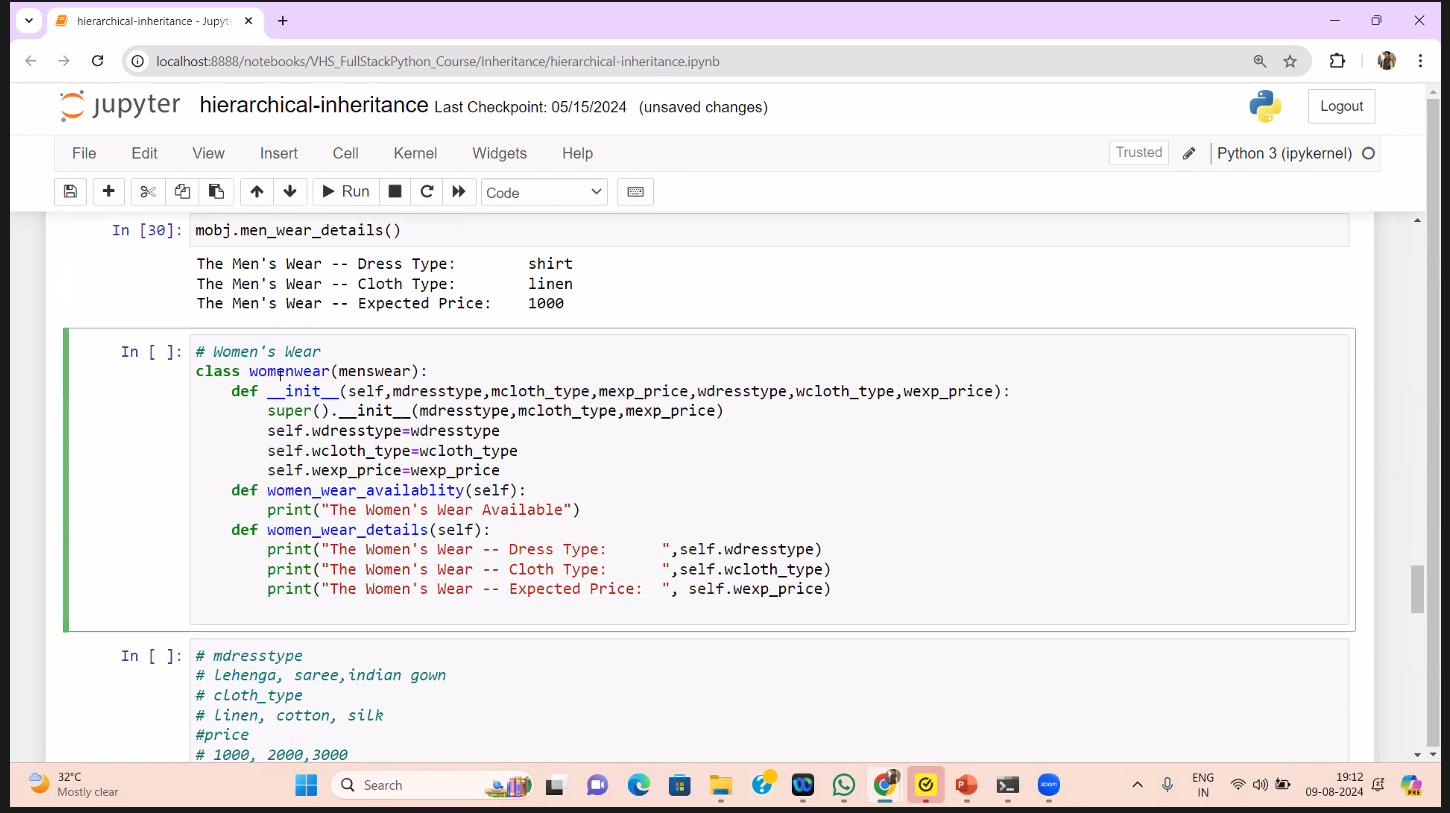 hierarchical-inheritance - Jupyt
localhost:8888/notebooks/VHS_FullStackPython_Course/Inheritance/hierarchical-inheritance.ipynb
jupyter hierarchical-inheritance Last Checkpoint: 05/15/2024 (unsaved changes)
Logout
File Edit View Insert Cell Kernel Widgets Help
Trusted Python 3 (ipykernel)
Run Code
In [30]: mobj.men_wear_details()
The Men's Wear -- Dress Type: shirt
The Men's Wear -- Cloth Type: linen
The Men's Wear -- Expected Price: 1000
In [ ]: # Women's Wear
class womenwear(menswear):
    def __init__(self,mdresstype,mcloth_type,mexp_price,wdresstype,wcloth_type,wexp_price):
        super().__init__(mdresstype,mcloth_type,mexp_price)
        self.wdresstype=wdresstype
        self.wcloth_type=wcloth_type
        self.wexp_price=wexp_price
    def women_wear_availablity(self):
        print("The Women's Wear Available")
    def women_wear_details(self):
        print("The Women's Wear -- Dress Type:      ",self.wdresstype)
        print("The Women's Wear -- Cloth Type:      ",self.wcloth_type)
        print("The Women's Wear -- Expected Price:  ", self.wexp_price)
In [ ]: # mdresstype
# lehenga, saree,indian gown
# cloth_type
# linen, cotton, silk
#price
# 1000, 2000,3000
32°C
Mostly clear
Search
zoom
ENG
IN
19:12
09-08-2024
PRE